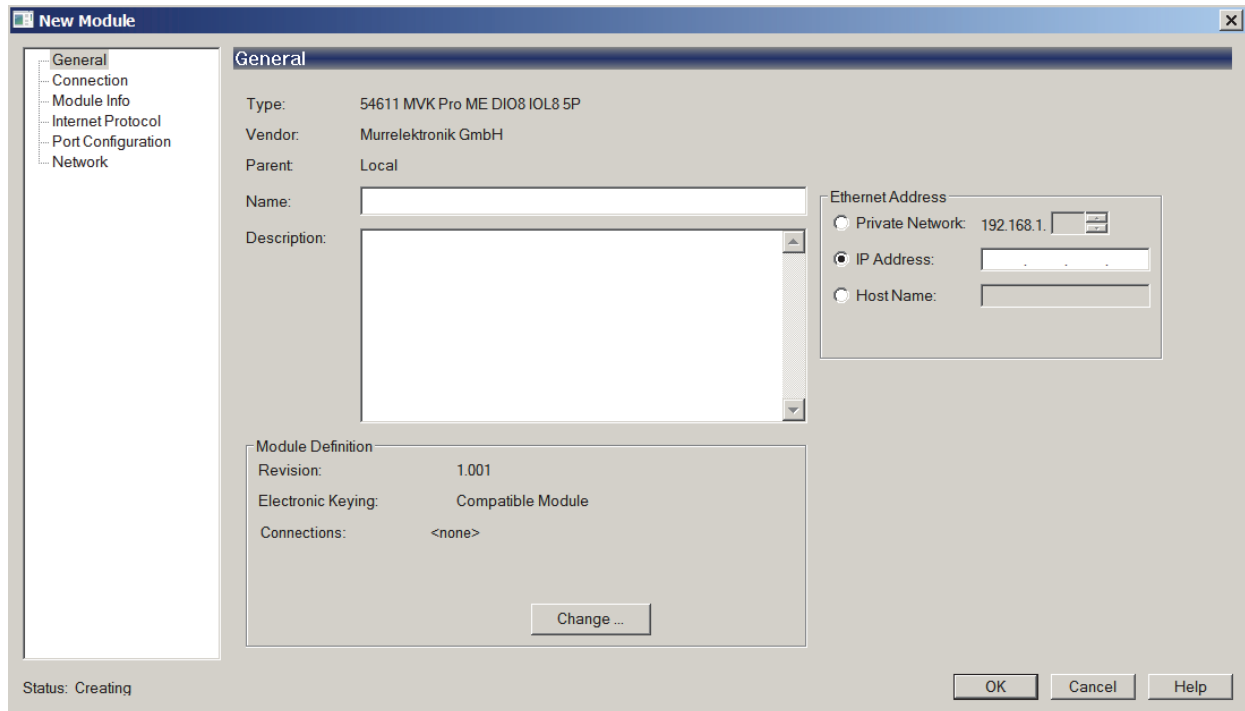 New Module
General
Connection
Module Info
Internet Protocol
Port Configuration
Network
General
Type: 54611 MVK Pro ME DIO8 IOL8 5P
Vendor: Murrelektronik GmbH
Parent: Local
Name:
Description:
Ethernet Address
Private Network: 192.168.1.
IP Address: . . .
Host Name:
Module Definition
Revision: 1.001
Electronic Keying: Compatible Module
Connections: <none>
Change ...
Status: Creating
OK Cancel Help